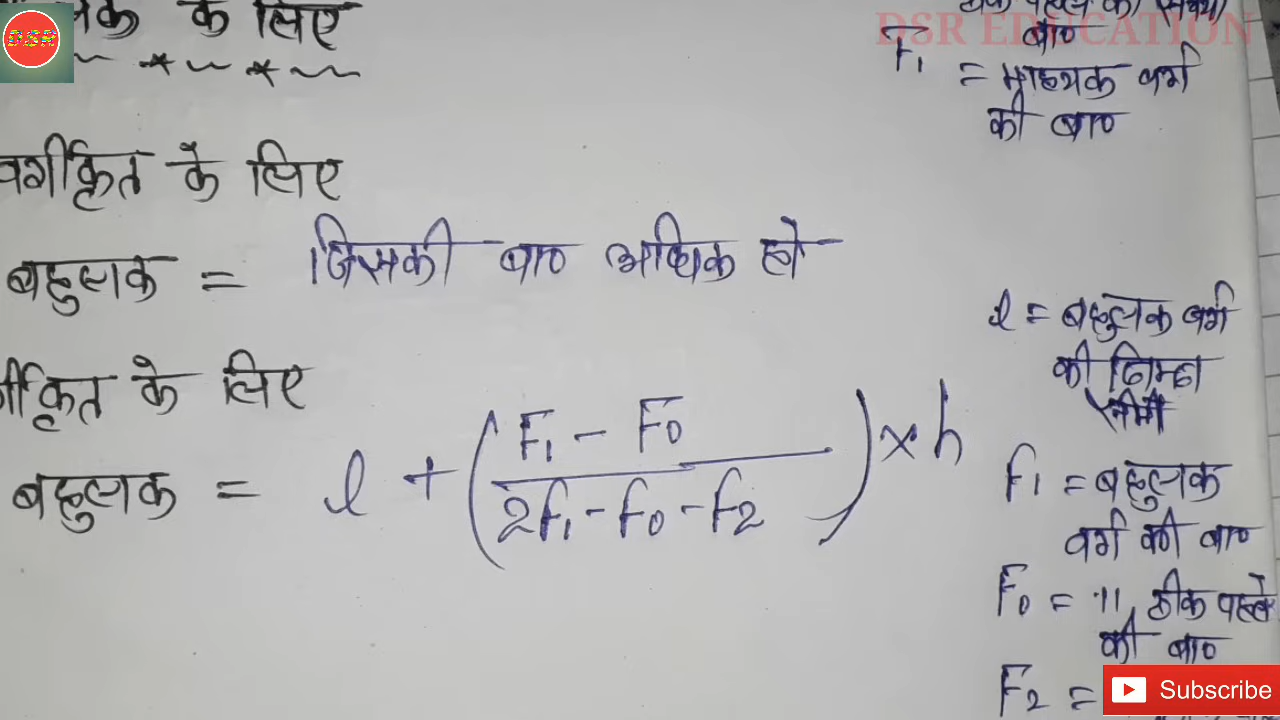 DSR
के लिए
DSR EDUCATION
बा०
F₁ = माध्यक वर्ग
की बा०
वर्गीकृत के लिए
बहुलक = जिसकी बा० अधिक हो
के लिए
बहुलक = l + (F₁ - F₀ / 2F₁ - F₀ - F₂) × h
l = बहुलक वर्ग
की निम्न
सीमा
F₁ = बहुलक
वर्ग की बा०
F₀ = " ठीक पहले
की बा०
F₂ =
Subscribe